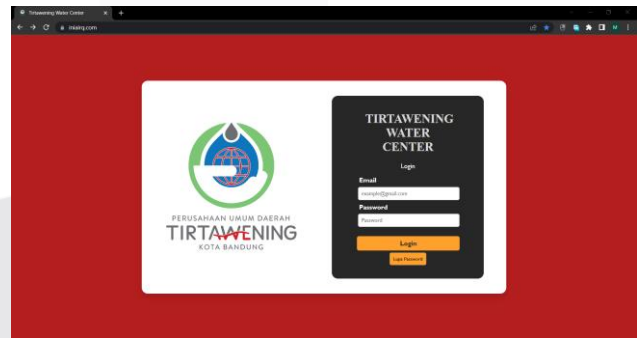 Tirtawening Water Center
iniairq.com
TIRTAWENING
WATER
CENTER
Login
Email
example@gmail.com
Password
Password
Login
Lupa Password
PERUSAHAAN UMUM DAERAH
TIRTAWENING
KOTA BANDUNG